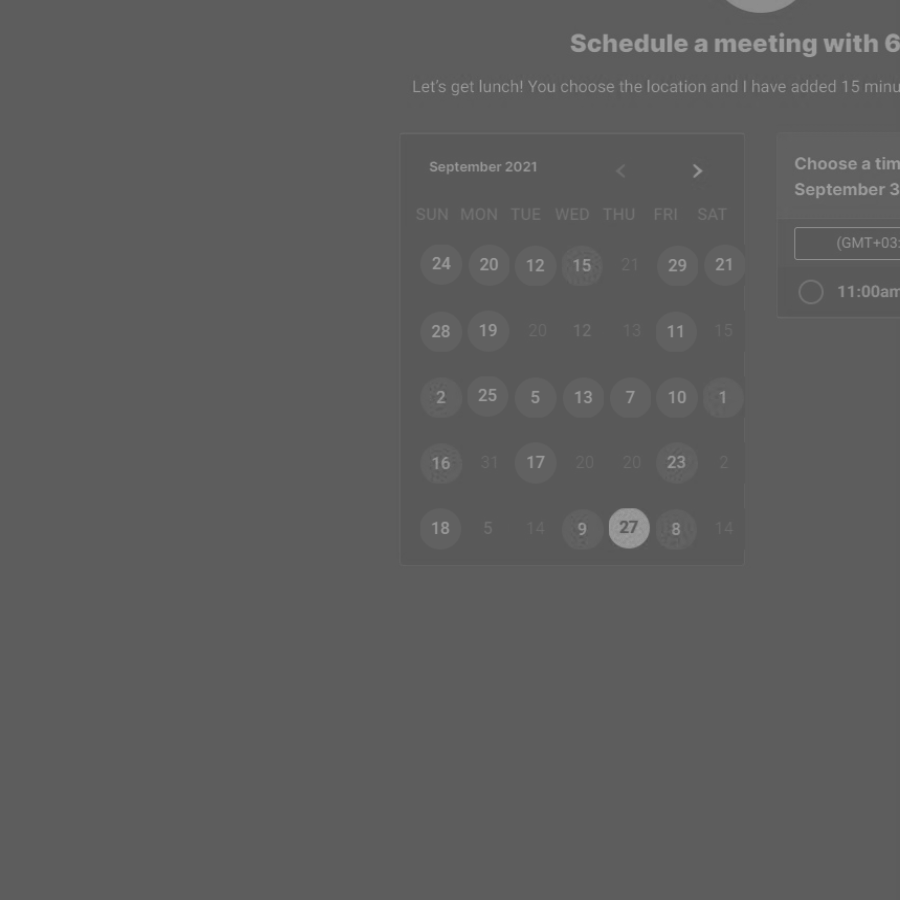 Schedule a meeting with 6
Let's get lunch! You choose the location and I have added 15 minu
September 2021
SUN MON TUE WED THU FRI SAT
24 20 12 15 21 29 21
28 19 20 12 13 11 15
2 25 5 13 7 10 1
16 31 17 20 20 23 2
18 5 14 9 27 8 14
Choose a tim
September 3
(GMT+03:
11:00am